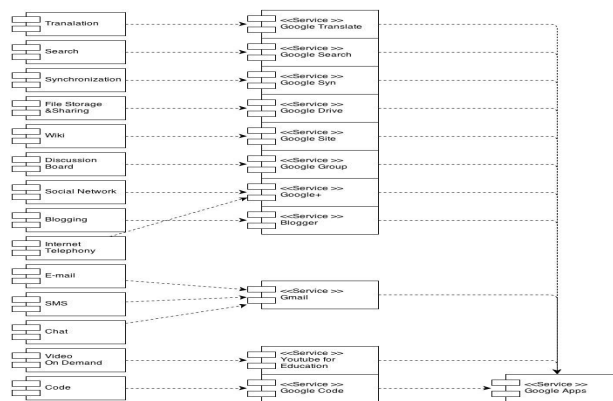 Tranalation
<<Service >>
Google Translate
Search
<<Service >>
Google Search
Synchronization
<<Service >>
Google Syn
File Storage
&Sharing
<<Service >>
Google Drive
Wiki
<<Service >>
Google Site
Discussion
Board
<<Service >>
Google Group
Social Network
<<Service >>
Google+
Blogging
<<Service >>
Blogger
Internet
Telephony
E-mail
SMS
<<Service >>
Gmail
Chat
Video
On Demand
<<Service >>
Youtube for
Education
Code
<<Service >>
Google Code
<<Service >>
Google Apps